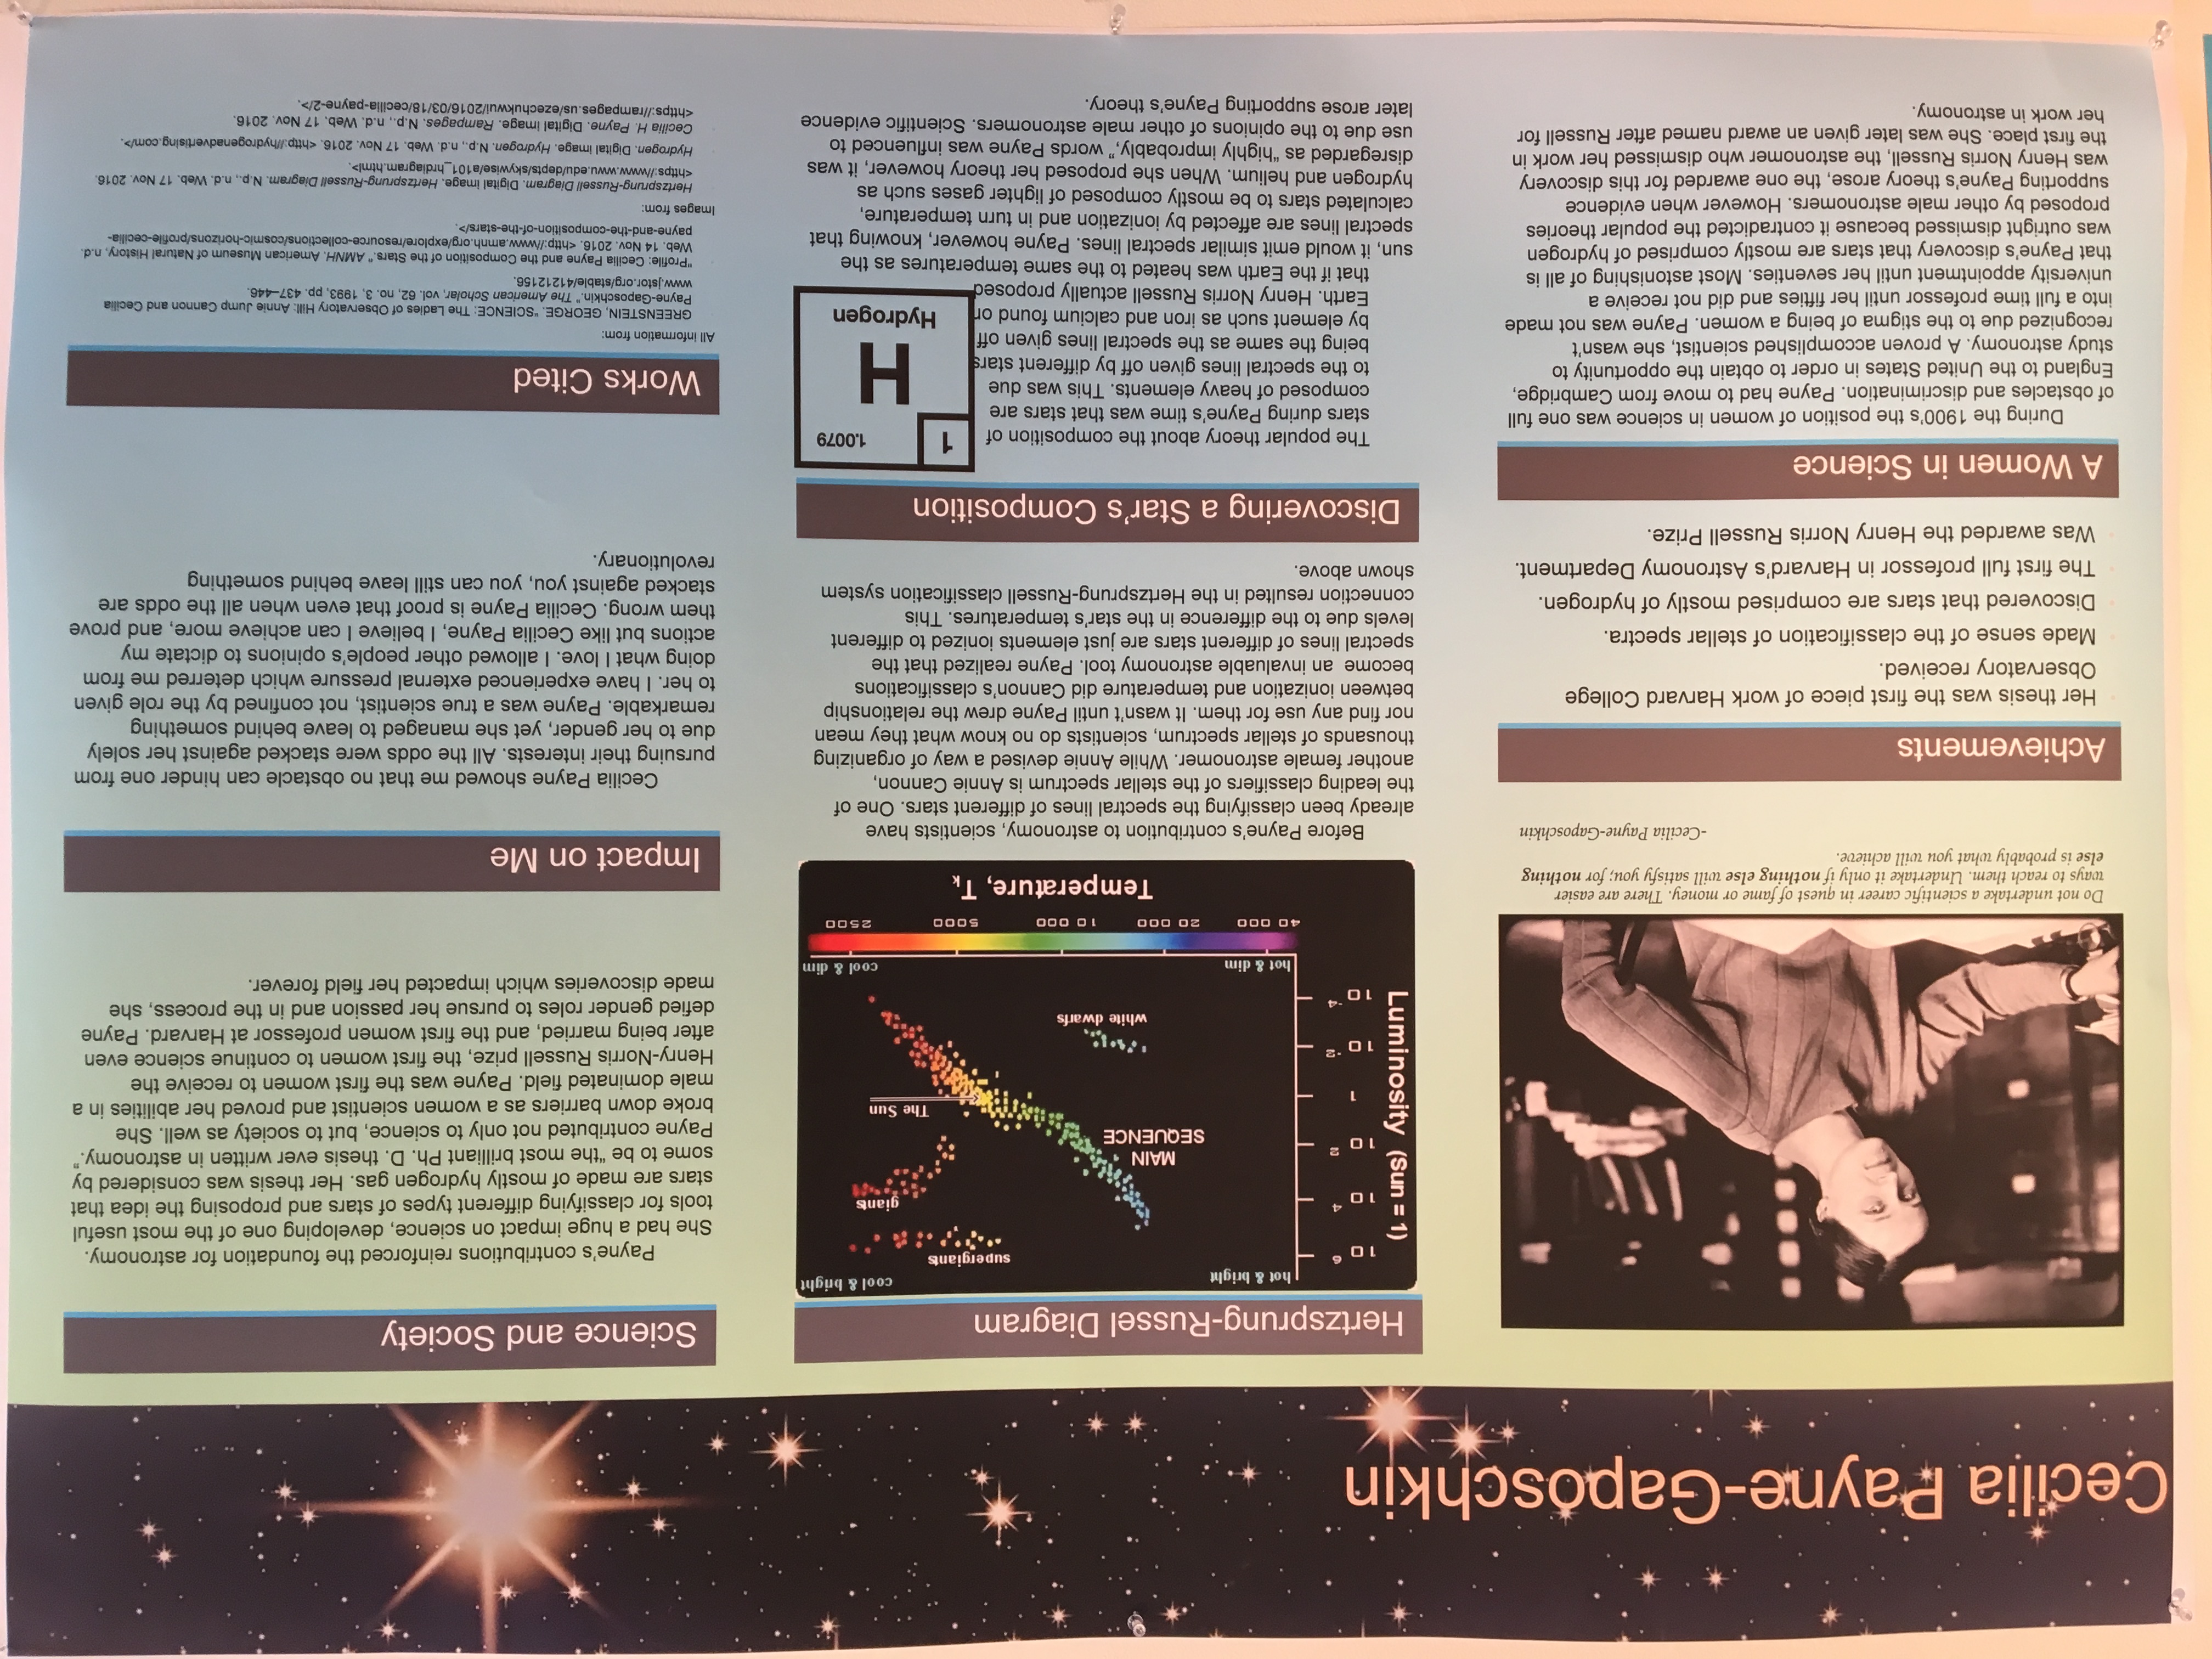 Cecilia Payne-Gaposchkin
Do not undertake a scientific career in quest of fame or money. There are easier
ways to reach them. Undertake it only if nothing else will satisfy you; for nothing
else is probably what you will achieve.
-Cecilia Payne-Gaposchkin
Achievements
Her thesis was the first piece of work Harvard College
Observatory received.
Made sense of the classification of stellar spectra.
Discovered that stars are comprised mostly of hydrogen.
The first full professor in Harvard's Astronomy Department.
Was awarded the Henry Norris Russell Prize.
A Women in Science
During the 1900's the position of women in science was one full
of obstacles and discrimination. Payne had to move from Cambridge,
England to the United States in order to obtain the opportunity to
study astronomy. A proven accomplished scientist, she wasn't
recognized due to the stigma of being a women. Payne was not made
into a full time professor until her fifties and did not receive a
university appointment until her seventies. Most astonishing of all is
that Payne's discovery that stars are mostly comprised of hydrogen
was outright dismissed because it contradicted the popular theories
proposed by other male astronomers. However when evidence
supporting Payne's theory arose, the one awarded for this discovery
was Henry Norris Russell, the astronomer who dismissed her work in
the first place. She was later given an award named after Russell for
her work in astronomy.
Hertzsprung-Russel Diagram
hot & bright
cool & bright
Luminosity (Sun = 1)
10 6
10 4
10 2
1
10 -2
10 -4
supergiants
giants
MAIN
SEQUENCE
The Sun
white dwarfs
hot & dim
cool & dim
40 000 20 000 10 000 5000 2500
Temperature, Tk
Before Payne's contribution to astronomy, scientists have
already been classifying the spectral lines of different stars. One of
the leading classifiers of the stellar spectrum is Annie Cannon,
another female astronomer. While Annie devised a way of organizing
thousands of stellar spectrum, scientists do no know what they mean
nor find any use for them. It wasn't until Payne drew the relationship
between ionization and temperature did Cannon's classifications
become an invaluable astronomy tool. Payne realized that the
spectral lines of different stars are just elements ionized to different
levels due to the difference in the star's temperatures. This
connection resulted in the Hertzsprung-Russell classification system
shown above.
Discovering a Star's Composition
1
1.0079
H
Hydrogen
The popular theory about the composition of
stars during Payne's time was that stars are
composed of heavy elements. This was due
to the spectral lines given off by different stars
being the same as the spectral lines given off
by element such as iron and calcium found on
Earth. Henry Norris Russell actually proposed
that if the Earth was heated to the same temperatures as the
sun, it would emit similar spectral lines. Payne however, knowing that
spectral lines are affected by ionization and in turn temperature,
calculated stars to be mostly composed of lighter gases such as
hydrogen and helium. When she proposed her theory however, it was
disregarded as "highly improbably," words Payne was influenced to
use due to the opinions of other male astronomers. Scientific evidence
later arose supporting Payne's theory.
Science and Society
Payne's contributions reinforced the foundation for astronomy.
She had a huge impact on science, developing one of the most useful
tools for classifying different types of stars and proposing the idea that
stars are made of mostly hydrogen gas. Her thesis was considered by
some to be "the most brilliant Ph. D. thesis ever written in astronomy."
Payne contributed not only to science, but to society as well. She
broke down barriers as a women scientist and proved her abilities in a
male dominated field. Payne was the first women to receive the
Henry-Norris Russell prize, the first women to continue science even
after being married, and the first women professor at Harvard. Payne
defied gender roles to pursue her passion and in the process, she
made discoveries which impacted her field forever.
Impact on Me
Cecilia Payne showed me that no obstacle can hinder one from
pursuing their interests. All the odds were stacked against her solely
due to her gender, yet she managed to leave behind something
remarkable. Payne was a true scientist, not confined by the role given
to her. I have experienced external pressure which deterred me from
doing what I love. I allowed other people's opinions to dictate my
actions but like Cecilia Payne, I believe I can achieve more, and prove
them wrong. Cecilia Payne is proof that even when all the odds are
stacked against you, you can still leave behind something
revolutionary.
Works Cited
All information from:
GREENSTEIN, GEORGE. "SCIENCE: The Ladies of Observatory Hill: Annie Jump Cannon and Cecilia
Payne-Gaposchkin." The American Scholar, vol. 62, no. 3, 1993, pp. 437–446.
www.jstor.org/stable/41212156.
"Profile: Cecilia Payne and the Composition of the Stars." AMNH. American Museum of Natural History, n.d.
Web. 14 Nov. 2016. <http://www.amnh.org/explore/resource-collections/cosmic-horizons/profile-cecilia-
payne-and-the-composition-of-the-stars/>.
Images from:
Hertzsprung-Russell Diagram. Digital image. Hertzsprung-Russell Diagram. N.p., n.d. Web. 17 Nov. 2016.
<https://www.wwu.edu/depts/skywise/a101_hrdiagram.html>.
Hydrogen. Digital image. Hydrogen. N.p., n.d. Web. 17 Nov. 2016. <http://hydrogenadvertising.com/>.
Cecilia H. Payne. Digital image. Rampages. N.p., n.d. Web. 17 Nov. 2016.
<https://rampages.us/ezechukwui/2016/03/18/cecilia-payne-2/>.